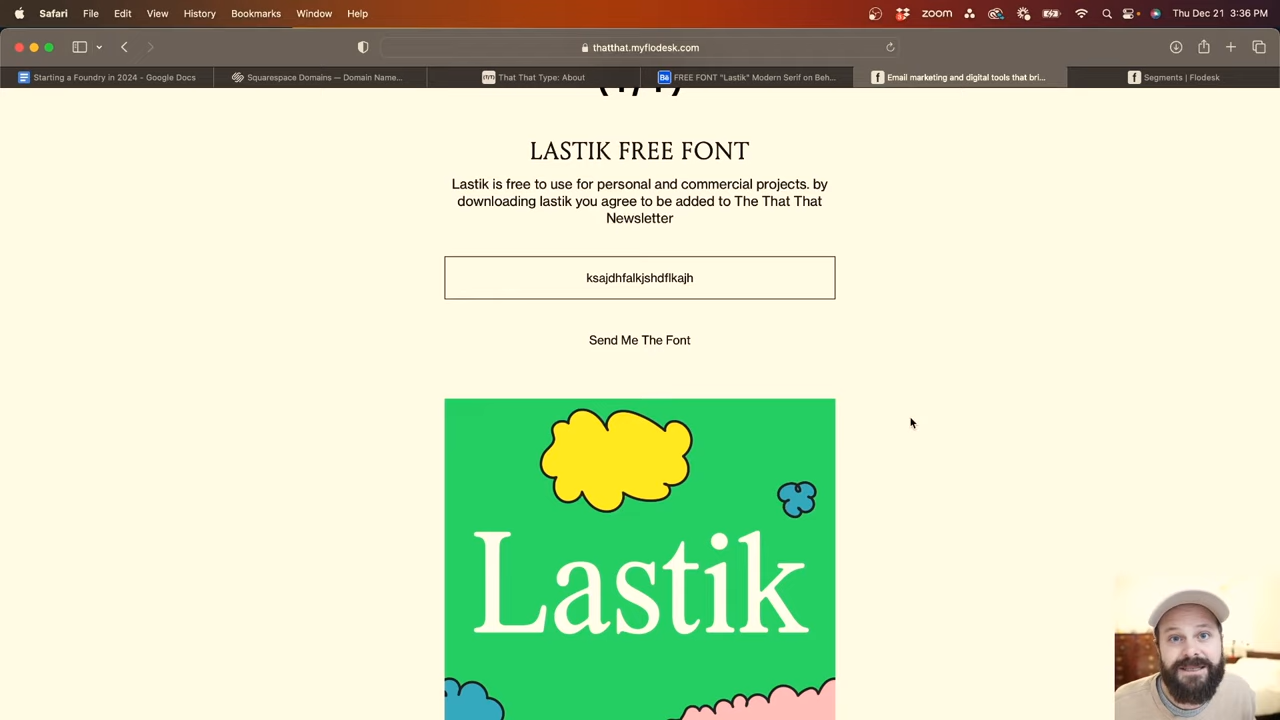 Safari File Edit View History Bookmarks Window Help zoom Thu Dec 21 3:36 PM
thatthat.myflodesk.com
Starting a Foundry in 2024 - Google Docs
Squarespace Domains — Domain Name...
That That Type: About
FREE FONT "Lastik" Modern Serif on Beh...
Email marketing and digital tools that bri...
Segments | Flodesk
LASTIK FREE FONT
Lastik is free to use for personal and commercial projects. by
downloading lastik you agree to be added to The That That
Newsletter
ksajdhfalkjshdflkajh
Send Me The Font
Lastik